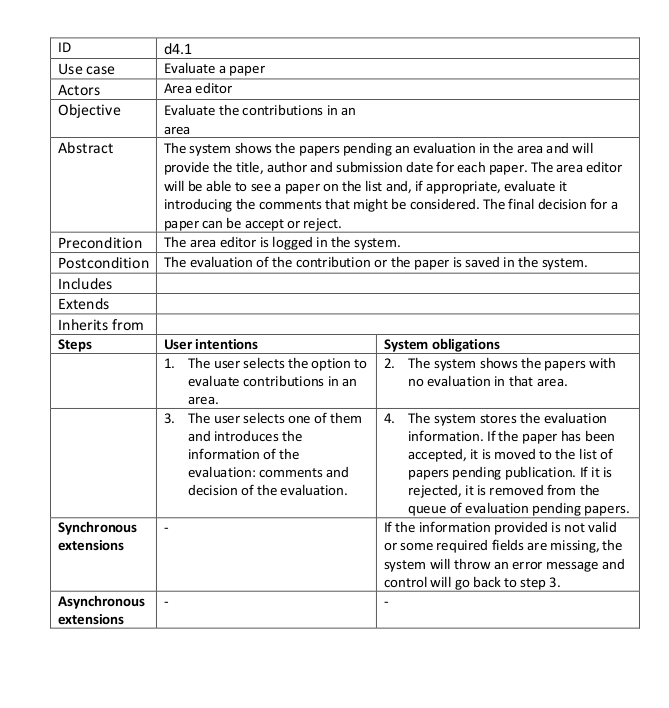 ID d4.1
Use case Evaluate a paper
Actors Area editor
Objective Evaluate the contributions in an
area
Abstract The system shows the papers pending an evaluation in the area and will
provide the title, author and submission date for each paper. The area editor
will be able to see a paper on the list and, if appropriate, evaluate it
introducing the comments that might be considered. The final decision for a
paper can be accept or reject.
Precondition The area editor is logged in the system.
Postcondition The evaluation of the contribution or the paper is saved in the system.
Includes
Extends
Inherits from
Steps User intentions System obligations
1. The user selects the option to
evaluate contributions in an
area.
2. The system shows the papers with
no evaluation in that area.
3. The user selects one of them
and introduces the
information of the
evaluation: comments and
decision of the evaluation.
4. The system stores the evaluation
information. If the paper has been
accepted, it is moved to the list of
papers pending publication. If it is
rejected, it is removed from the
queue of evaluation pending papers.
Synchronous
extensions
-
If the information provided is not valid
or some required fields are missing, the
system will throw an error message and
control will go back to step 3.
Asynchronous
extensions
-
-